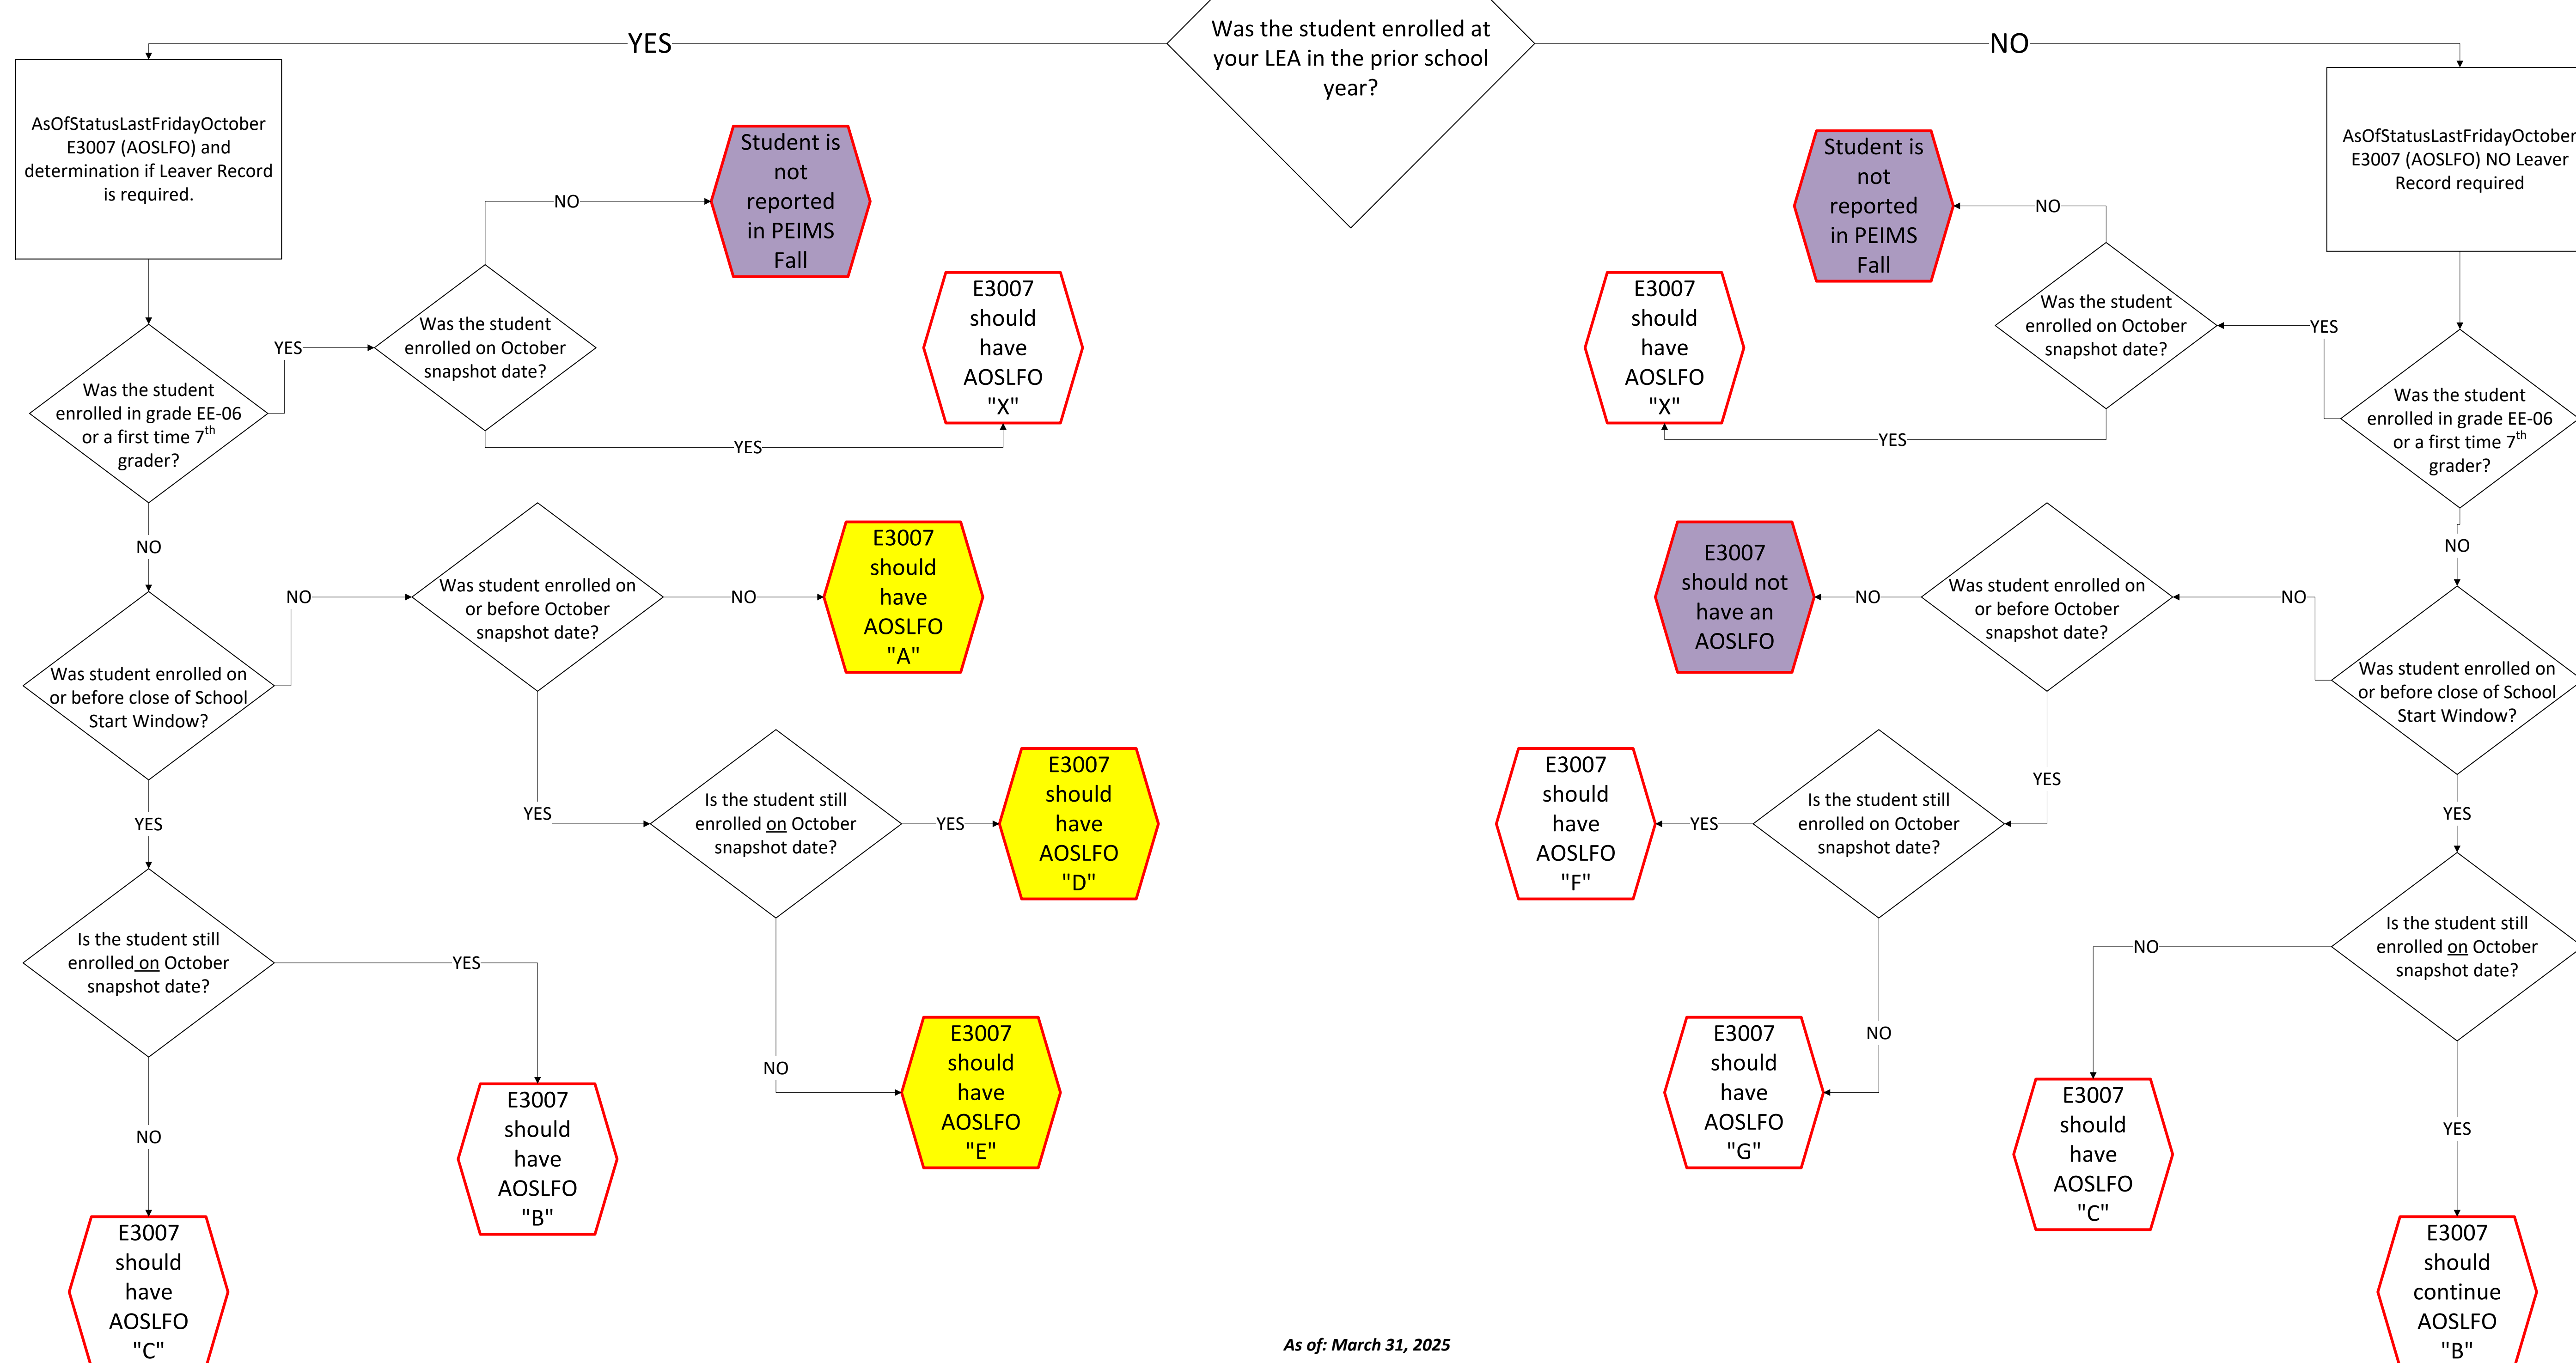 Was the student enrolled at
your LEA in the prior school
year?
YES
NO
AsOfStatusLastFridayOctober
E3007 (AOSLFO) and
determination if Leaver Record
is required.
Student is
not
reported
in PEIMS
Fall
NO
Was the student
enrolled on October
snapshot date?
YES
Was the student
enrolled in grade EE-06
or a first time 7th
grader?
E3007
should
have
AOSLFO
"X"
YES
NO
Was student enrolled on
or before close of School
Start Window?
NO
Was student enrolled on
or before October
snapshot date?
NO
E3007
should
have
AOSLFO
"A"
YES
Is the student still
enrolled on October
snapshot date?
YES
E3007
should
have
AOSLFO
"D"
NO
E3007
should
have
AOSLFO
"E"
YES
Is the student still
enrolled on October
snapshot date?
YES
E3007
should
have
AOSLFO
"B"
NO
E3007
should
have
AOSLFO
"C"
AsOfStatusLastFridayOctober
E3007 (AOSLFO) NO Leaver
Record required
Student is
not
reported
in PEIMS
Fall
NO
Was the student
enrolled on October
snapshot date?
YES
Was the student
enrolled in grade EE-06
or a first time 7th
grader?
E3007
should
have
AOSLFO
"X"
YES
NO
Was student enrolled on
or before close of School
Start Window?
NO
Was student enrolled on
or before October
snapshot date?
NO
E3007
should not
have an
AOSLFO
YES
Is the student still
enrolled on October
snapshot date?
YES
E3007
should
have
AOSLFO
"F"
NO
E3007
should
have
AOSLFO
"G"
YES
Is the student still
enrolled on October
snapshot date?
NO
E3007
should
have
AOSLFO
"C"
YES
E3007
should
continue
AOSLFO
"B"
As of: March 31, 2025